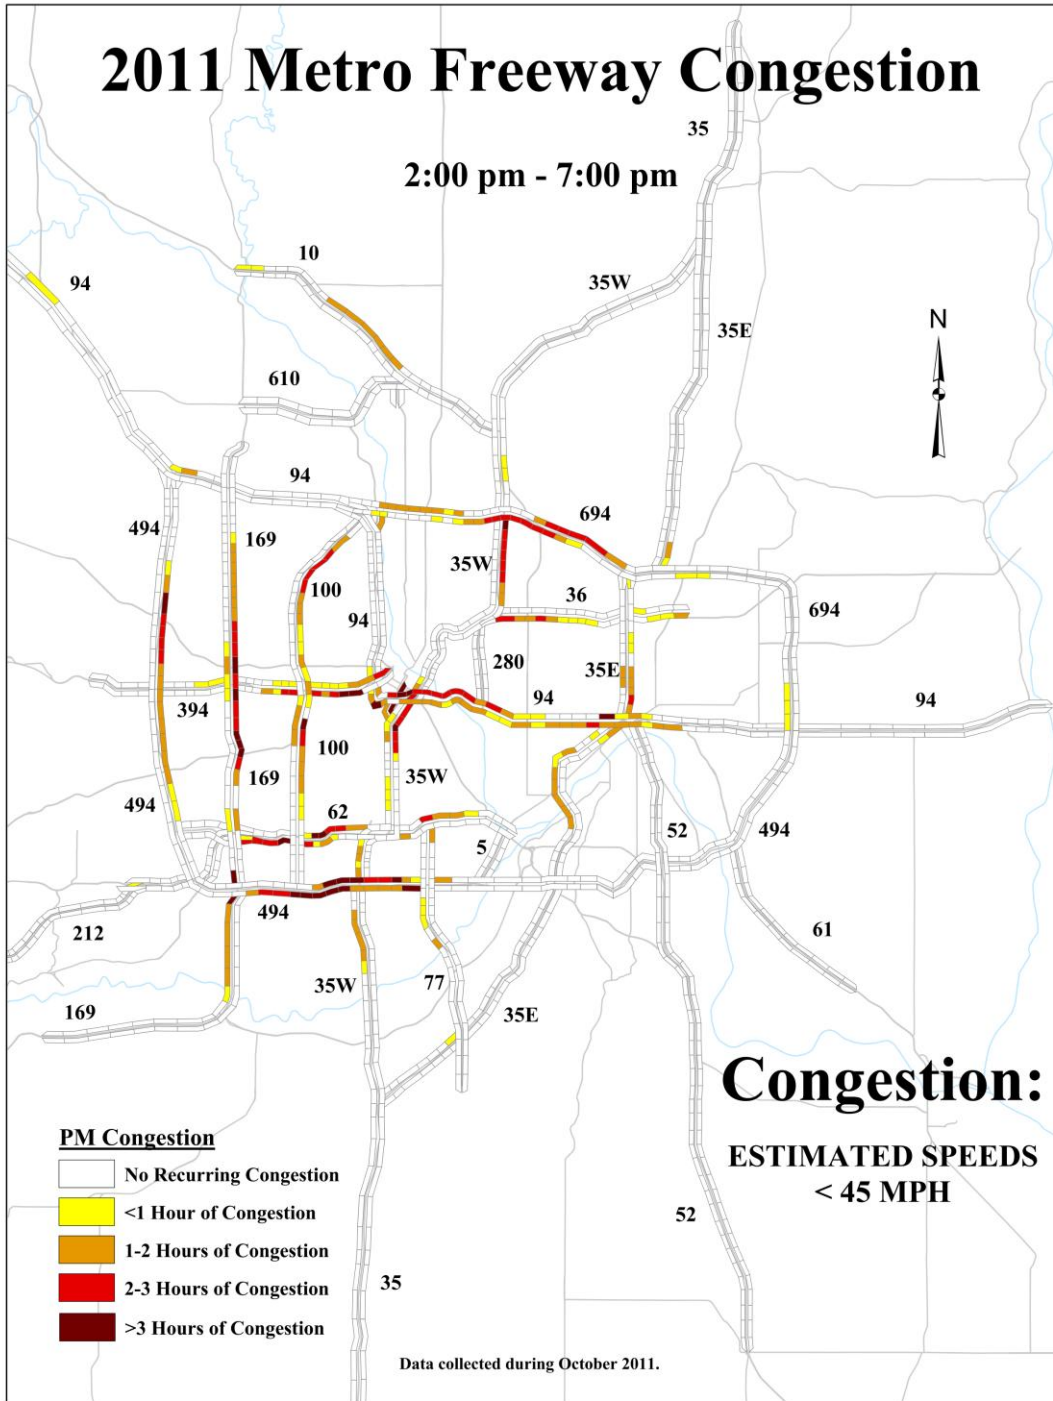 2011 Metro Freeway Congestion
35
2:00 pm - 7:00 pm
10
94
35W
N
35E
610
94
494
169
694
35W
100
36
94
694
280
35E
94
394
94
100
169
35W
494
62
5
52
494
494
212
61
35W
77
169
35E
Congestion:
ESTIMATED SPEEDS
< 45 MPH
PM Congestion
No Recurring Congestion
<1 Hour of Congestion
1-2 Hours of Congestion
2-3 Hours of Congestion
>3 Hours of Congestion
52
35
Data collected during October 2011.